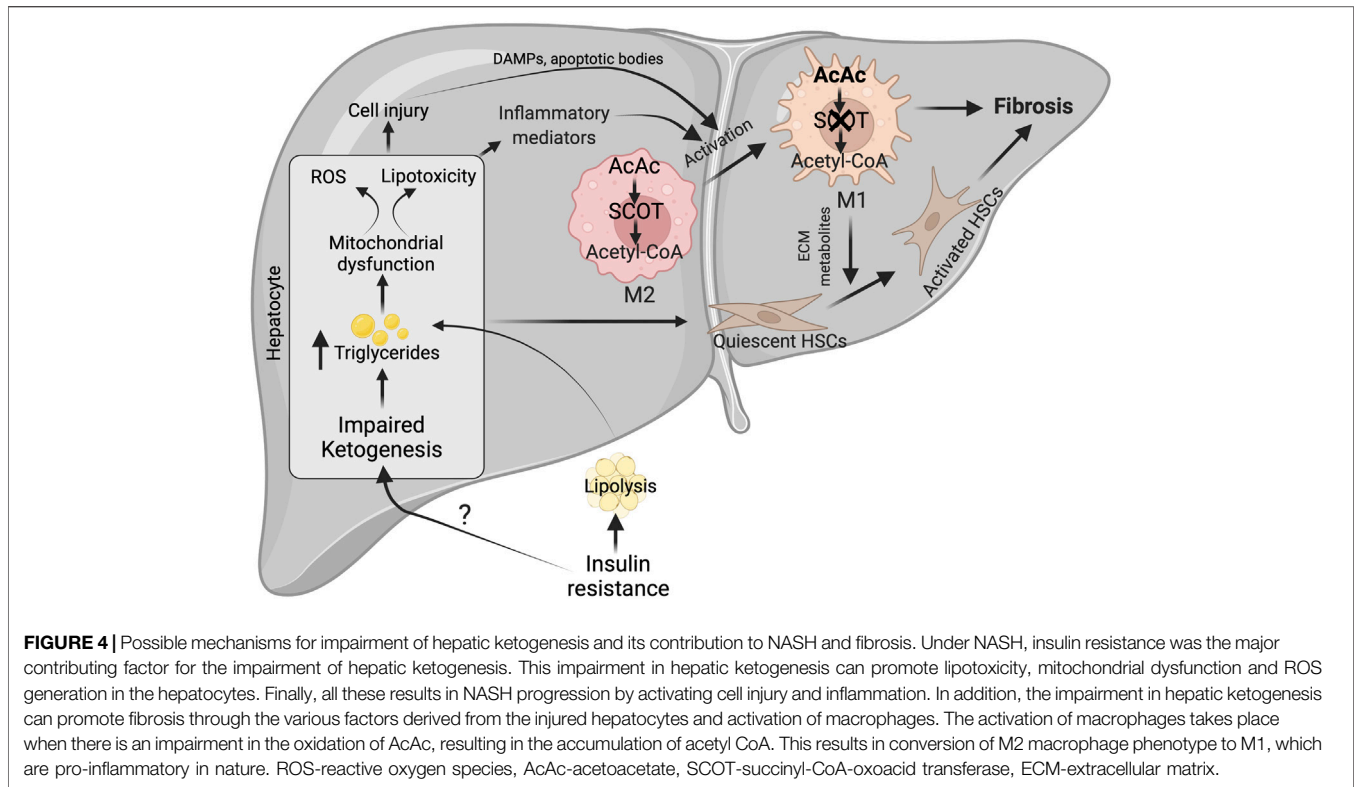 DAMPs, apoptotic bodies
Cell injury
Inflammatory
mediators
Activation
ROS
Lipotoxicity
Mitochondrial
dysfunction
Triglycerides
Impaired
Ketogenesis
Hepatocyte
AcAc
SCOT
Acetyl-CoA
M2
AcAc
SCOT
Acetyl-CoA
M1
Fibrosis
ECM
metabolites
Activated HSCs
Quiescent HSCs
Lipolysis
?
Insulin
resistance
FIGURE 4 | Possible mechanisms for impairment of hepatic ketogenesis and its contribution to NASH and fibrosis. Under NASH, insulin resistance was the major
contributing factor for the impairment of hepatic ketogenesis. This impairment in hepatic ketogenesis can promote lipotoxicity, mitochondrial dysfunction and ROS
generation in the hepatocytes. Finally, all these results in NASH progression by activating cell injury and inflammation. In addition, the impairment in hepatic ketogenesis
can promote fibrosis through the various factors derived from the injured hepatocytes and activation of macrophages. The activation of macrophages takes place
when there is an impairment in the oxidation of AcAc, resulting in the accumulation of acetyl CoA. This results in conversion of M2 macrophage phenotype to M1, which
are pro-inflammatory in nature. ROS-reactive oxygen species, AcAc-acetoacetate, SCOT-succinyl-CoA-oxoacid transferase, ECM-extracellular matrix.